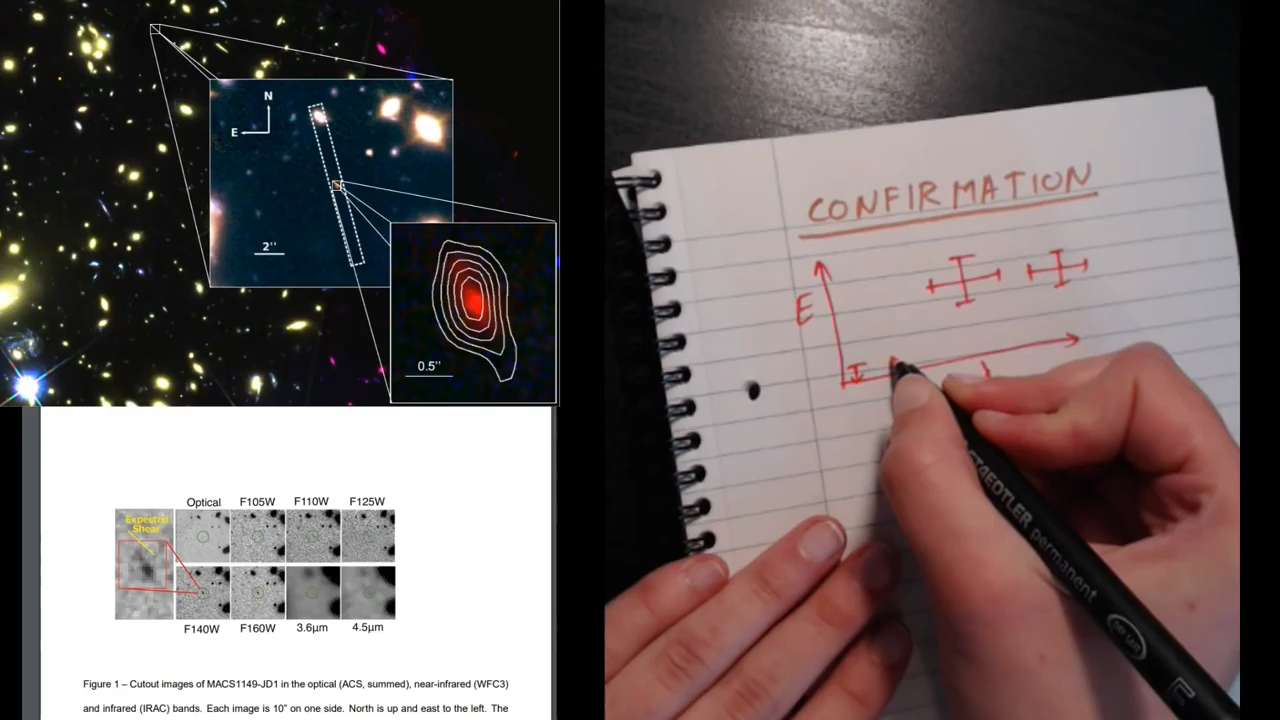 N
E
2''
0.5''
Expected
Shear
Optical F105W F110W F125W
F140W F160W 3.6μm 4.5μm
Figure 1 – Cutout images of MACS1149-JD1 in the optical (ACS, summed), near-infrared (WFC3)
and infrared (IRAC) bands. Each image is 10” on one side. North is up and east to the left. The
CONFIRMATION
E
STAEDTLER permanent